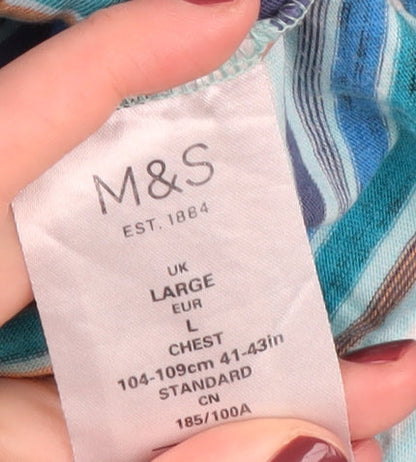 M&S
EST. 1884
UK
LARGE
EUR
L
CHEST
104-109cm 41-43in
STANDARD
CN
185/100A